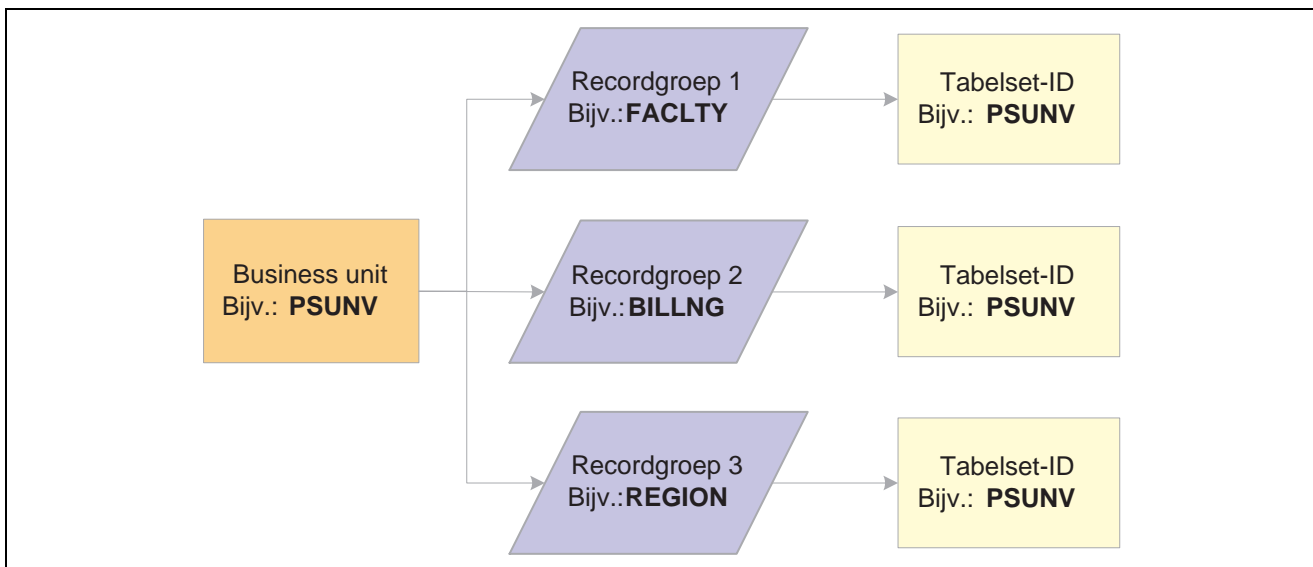 Business unit
Bijv.: PSUNV
Recordgroep 1
Bijv.:FACLTY
Tabelset-ID
Bijv.: PSUNV
Recordgroep 2
Bijv.:BILLNG
Tabelset-ID
Bijv.: PSUNV
Recordgroep 3
Bijv.:REGION
Tabelset-ID
Bijv.: PSUNV